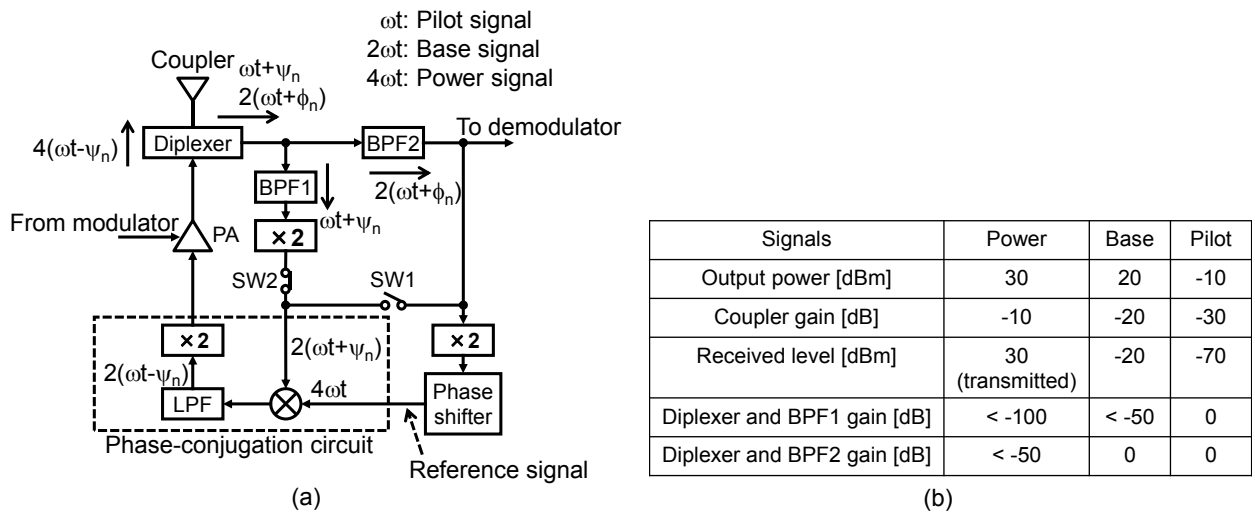 ωt: Pilot signal
2ωt: Base signal
4ωt: Power signal
Coupler
ωt+ψn
2(ωt+ϕn)
4(ωt-ψn)
Diplexer
BPF2
To demodulator
2(ωt+ϕn)
BPF1
ωt+ψn
From modulator
PA
×2
SW2
SW1
×2
2(ωt+ψn)
×2
2(ωt-ψn)
4ωt
Phase
shifter
LPF
Phase-conjugation circuit
Reference signal
(a)
Signals Power Base Pilot
Output power [dBm] 30 20 -10
Coupler gain [dB] -10 -20 -30
Received level [dBm] 30 (transmitted) -20 -70
Diplexer and BPF1 gain [dB] < -100 < -50 0
Diplexer and BPF2 gain [dB] < -50 0 0
(b)